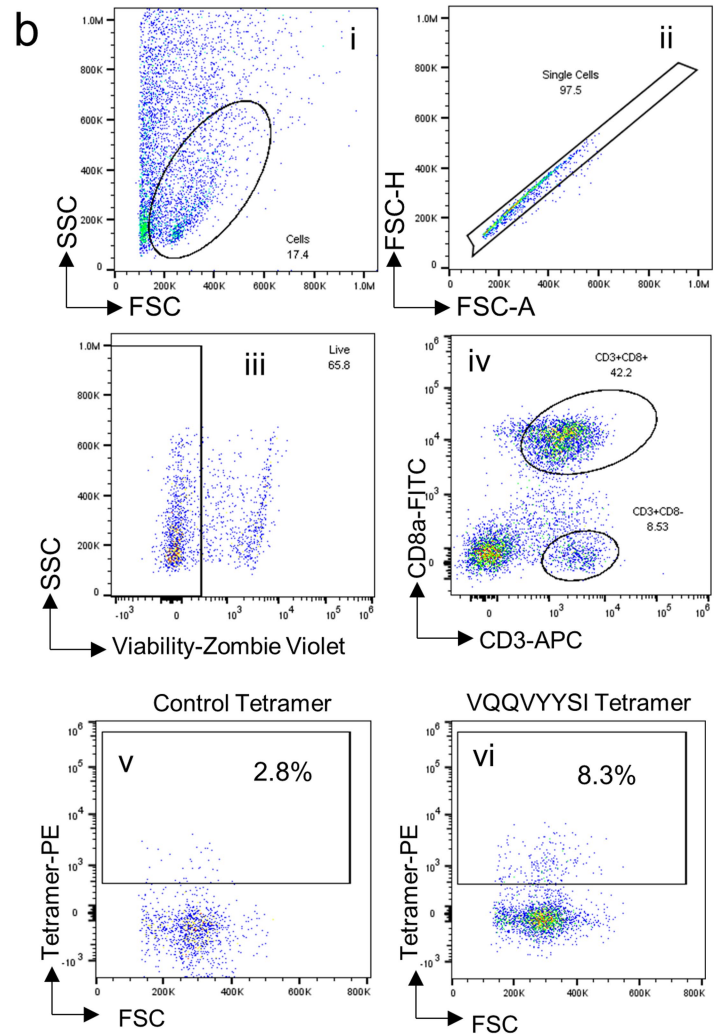 b
i
1.0M
800K
600K
400K
200K
0
Cells
17.4
0 200K 400K 600K 800K 1.0M
SSC
FSC
ii
1.0M
800K
600K
400K
200K
0
Single Cells
97.5
200K 400K 600K 800K 1.0M
FSC-H
FSC-A
iii
1.0M
800K
600K
400K
200K
0
Live
65.8
-10³ 0 10³ 10⁴ 10⁵ 10⁶
SSC
Viability-Zombie Violet
iv
10⁶
10⁵
10⁴
10³
0
CD3+CD8+
42.2
CD3+CD8-
8.53
0 10³ 10⁴ 10⁵ 10⁶
CD8a-FITC
CD3-APC
Control Tetramer
v
2.8%
10⁶
10⁵
10⁴
10³
0
-10³
0 200K 400K 600K 800K
Tetramer-PE
FSC
VQQVYYSI Tetramer
vi
8.3%
10⁶
10⁵
10⁴
10³
0
-10³
0 200K 400K 600K 800K
Tetramer-PE
FSC